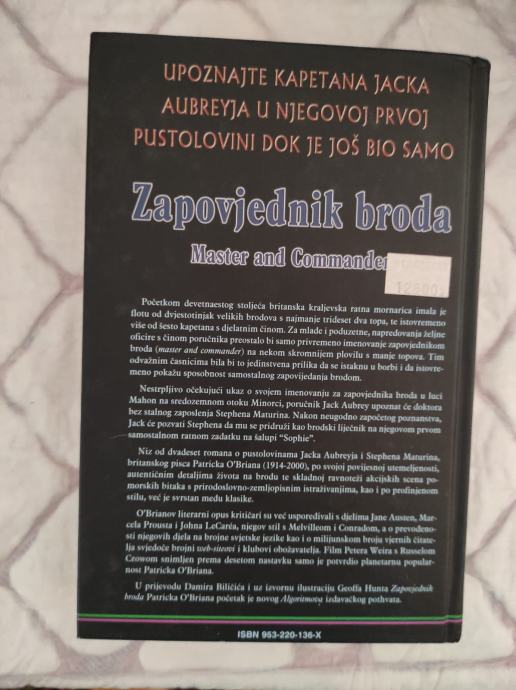 UPOZNAJTE KAPETANA JACKA
AUBREYJA U NJEGOVOJ PRVOJ
PUSTOLOVINI DOK JE JOŠ BIO SAMO
Zapovjednik broda
Master and Commander
Početkom devetnaestog stoljeća britanska kraljevska ratna mornarica imala je
flotu od dvjestotinjak velikih brodova s najmanje trideset dva topa, te istovremeno
više od šesto kapetana s djelatnim činom. Za mlade i poduzetne, napredovanja željne
oficire s činom poručnika preostalo bi samo privremeno imenovanje zapovjednikom
broda (master and commander) na nekom skromnijem plovilu s manje topova. Tim
odvažnim časnicima bila bi to jedinstvena prilika da se istaknu u borbi i da istovre-
meno pokažu sposobnost samostalnog zapovijedanja brodom.
Nestrpljivo očekujući ukaz o svojem imenovanju za zapovjednika broda u luci
Mahon na sredozemnom otoku Minorci, poručnik Jack Aubrey upoznat će doktora
bez stalnog zaposlenja Stephena Maturina. Nakon neugodno započetog poznanstva,
Jack će pozvati Stephena da mu se pridruži kao brodski liječnik na njegovom prvom
samostalnom ratnom zadatku na šalupi "Sophie".
Niz od dvadeset romana o pustolovinama Jacka Aubreyja i Stephena Maturina,
britanskog pisca Patricka O'Briana (1914-2000), po svojoj povijesnoj utemeljenosti,
autentičnim detaljima života na brodu te skladnoj ravnoteži akcijskih scena po-
morskih bitaka s prirodoslovno-zemljopisnim istraživanjima, kao i po profinjenom
stilu, već je svrstan među klasike.
O'Brianov literarni opus kritičari su već uspoređivali s djelima Jane Austen, Mar-
cela Prousta i Johna LeCaréa, njegov stil s Melvilleom i Conradom, a o prevođeno-
sti njegovih djela na brojne svjetske jezike kao i o milijunskom broju vjernih čitate-
lja svjedoče brojni web-siteovi i klubovi obožavatelja. Film Petera Weira s Russelom
Crowom snimljen prema desetom nastavku samo je potvrdio planetarnu popular-
nost Patricka O'Briana.
U prijevodu Damira Biličića i uz izvornu ilustraciju Geoffa Hunta Zapovjednik
broda Patricka O'Briana početak je novog Algoritmova izdavačkog pothvata.
ISBN 953-220-136-X